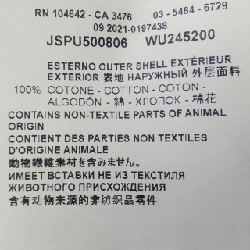 RN 104642 - CA 3476 03 - 5464 - 6729
09 2021-0197438
JSPU500806 WU245200
ESTERNO OUTER SHELL EXTÉRIEUR
EXTERIOR 表地 НАРУЖНЫЙ 外层面料
100% COTONE - COTTON - COTON -
ALGODÓN - 綿 - ХЛОПОК - 棉花
CONTAINS NON-TEXTILE PARTS OF ANIMAL
ORIGIN
CONTIENT DES PARTIES NON TEXTILES
D'ORIGINE ANIMALE
動物繊維素材を含みません。
ИМЕЕТ ВСТАВКИ НЕ ИЗ ТЕКСТИЛЯ
ЖИВОТНОГО ПРИСХОЖДЕНИЯ
含有动物来源的非纺织品零件